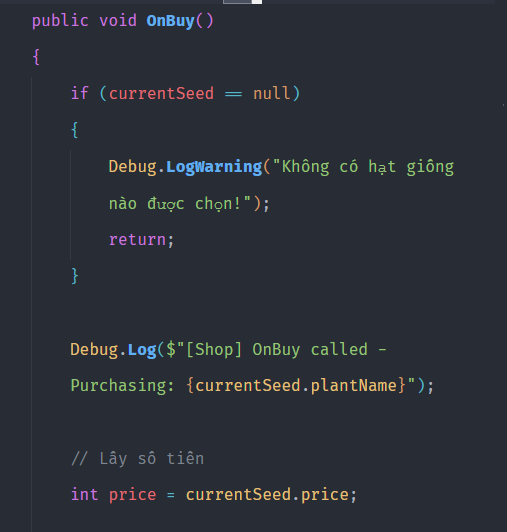 public void OnBuy()
{
if (currentSeed == null)
{
Debug.LogWarning("Không có hạt giống
nào được chọn!");
return;
}
Debug.Log($"[Shop] OnBuy called -
Purchasing: {currentSeed.plantName}");
// Lấy số tiền
int price = currentSeed.price;